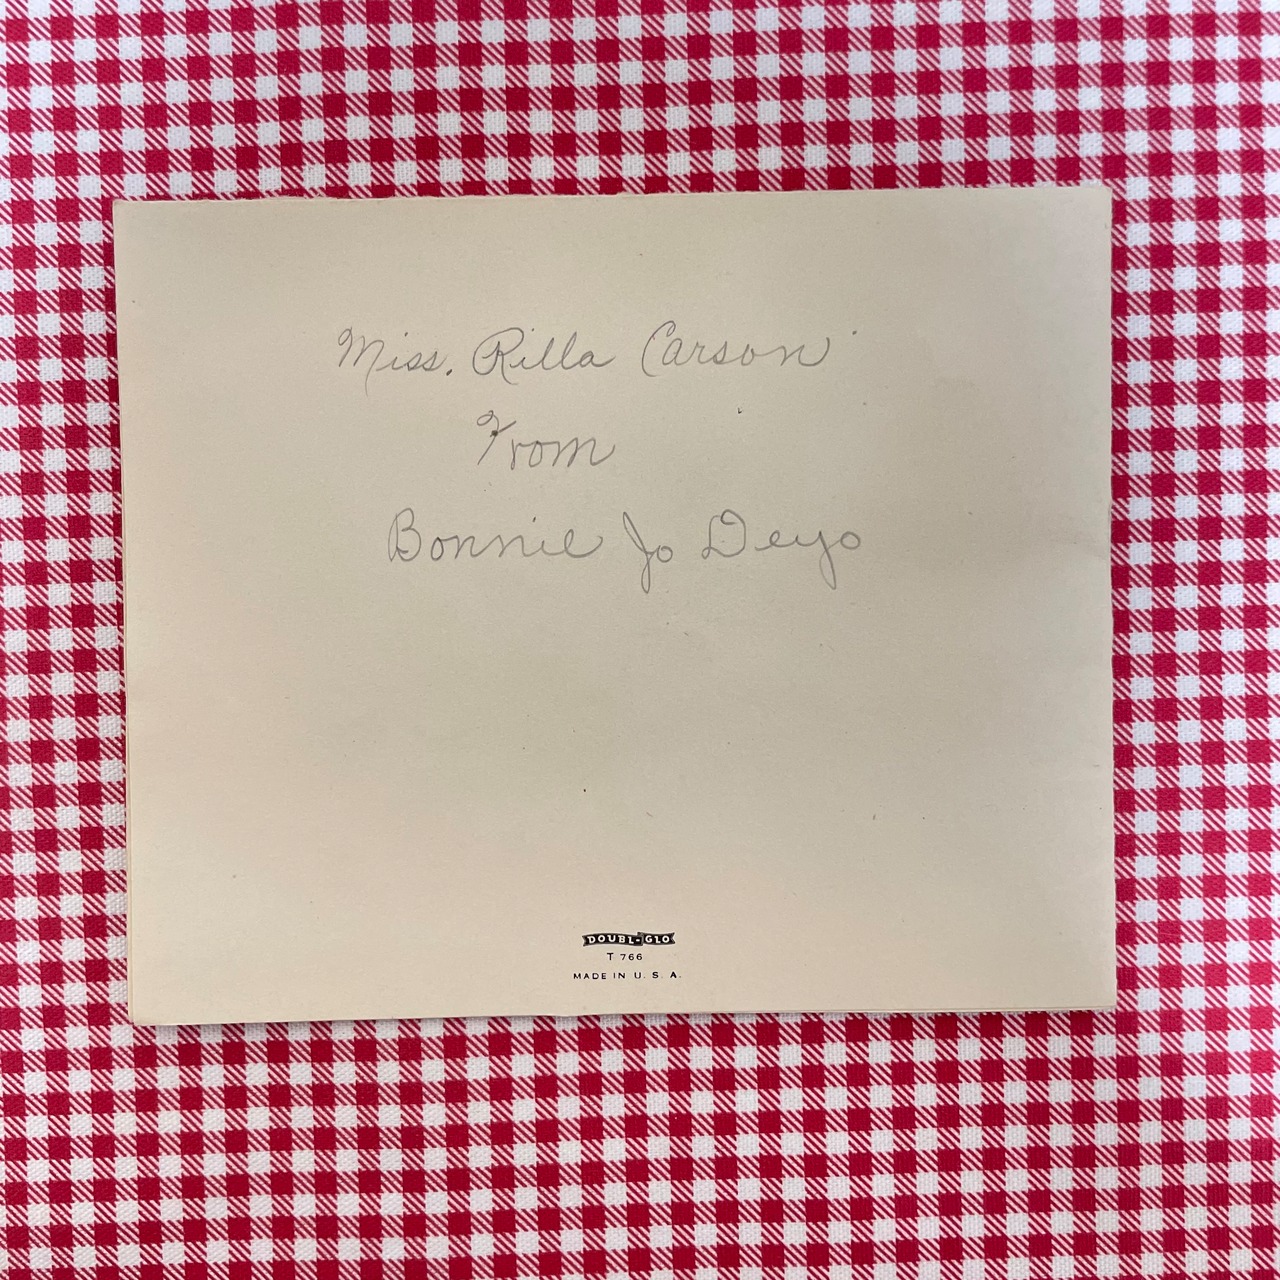 Miss. Rilla Carson
From
Bonnie Jo Deyo
DOUBL-GLO
T 766
MADE IN U. S. A.